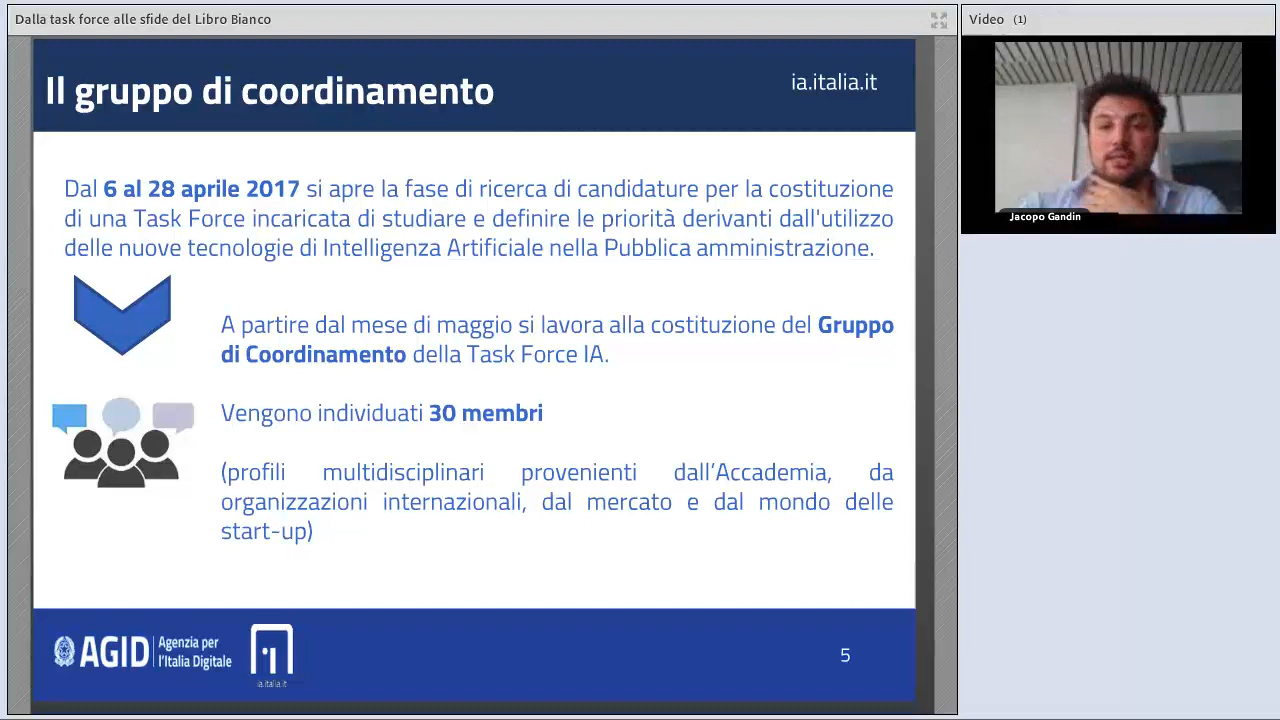 Dalla task force alle sfide del Libro Bianco
Il gruppo di coordinamento
ia.italia.it
Dal 6 al 28 aprile 2017 si apre la fase di ricerca di candidature per la costituzione
di una Task Force incaricata di studiare e definire le priorità derivanti dall'utilizzo
delle nuove tecnologie di Intelligenza Artificiale nella Pubblica amministrazione.
A partire dal mese di maggio si lavora alla costituzione del Gruppo
di Coordinamento della Task Force IA.
Vengono individuati 30 membri
(profili multidisciplinari provenienti dall’Accademia, da
organizzazioni internazionali, dal mercato e dal mondo delle
start-up)
AGID
Agenzia per
l'Italia Digitale
ia.italia.it
5
Video (1)
Jacopo Gandin